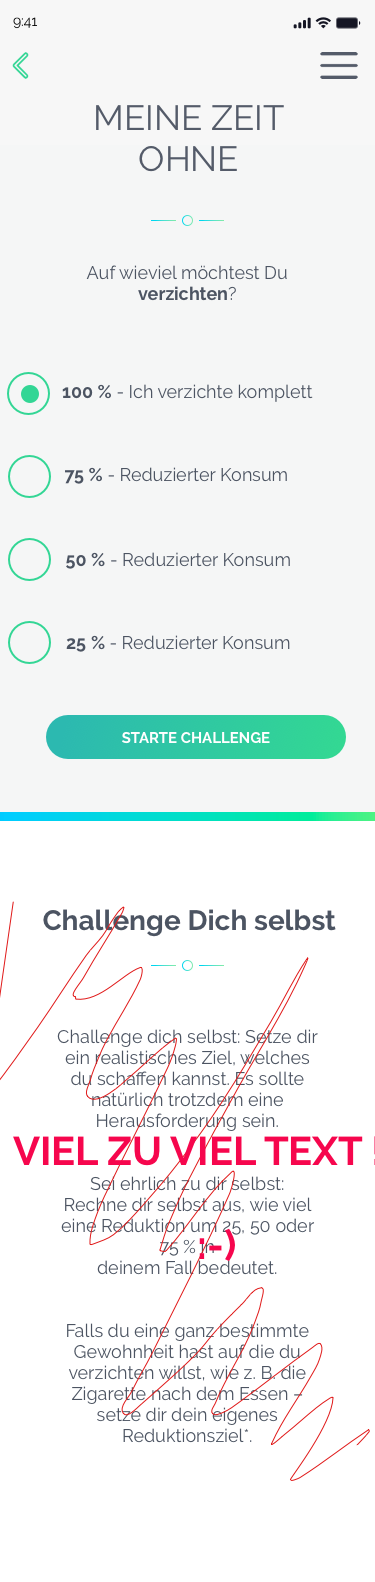 9:41
MEINE ZEIT
OHNE
Auf wieviel möchtest Du
verzichten?
100 % - Ich verzichte komplett
75 % - Reduzierter Konsum
50 % - Reduzierter Konsum
25 % - Reduzierter Konsum
STARTE CHALLENGE
Challenge Dich selbst
Challenge dich selbst: Setze dir
ein realistisches Ziel, welches
du schaffen kannst. Es sollte
natürlich trotzdem eine
Herausforderung sein.
VIEL ZU VIEL TEXT !
Sei ehrlich zu dir selbst:
Rechne dir selbst aus, wie viel
eine Reduktion um 25, 50 oder
75 % in
:-)
deinem Fall bedeutet.
Falls du eine ganz bestimmte
Gewohnheit hast auf die du
verzichten willst, wie z. B. die
Zigarette nach dem Essen –
setze dir dein eigenes
Reduktionsziel*.